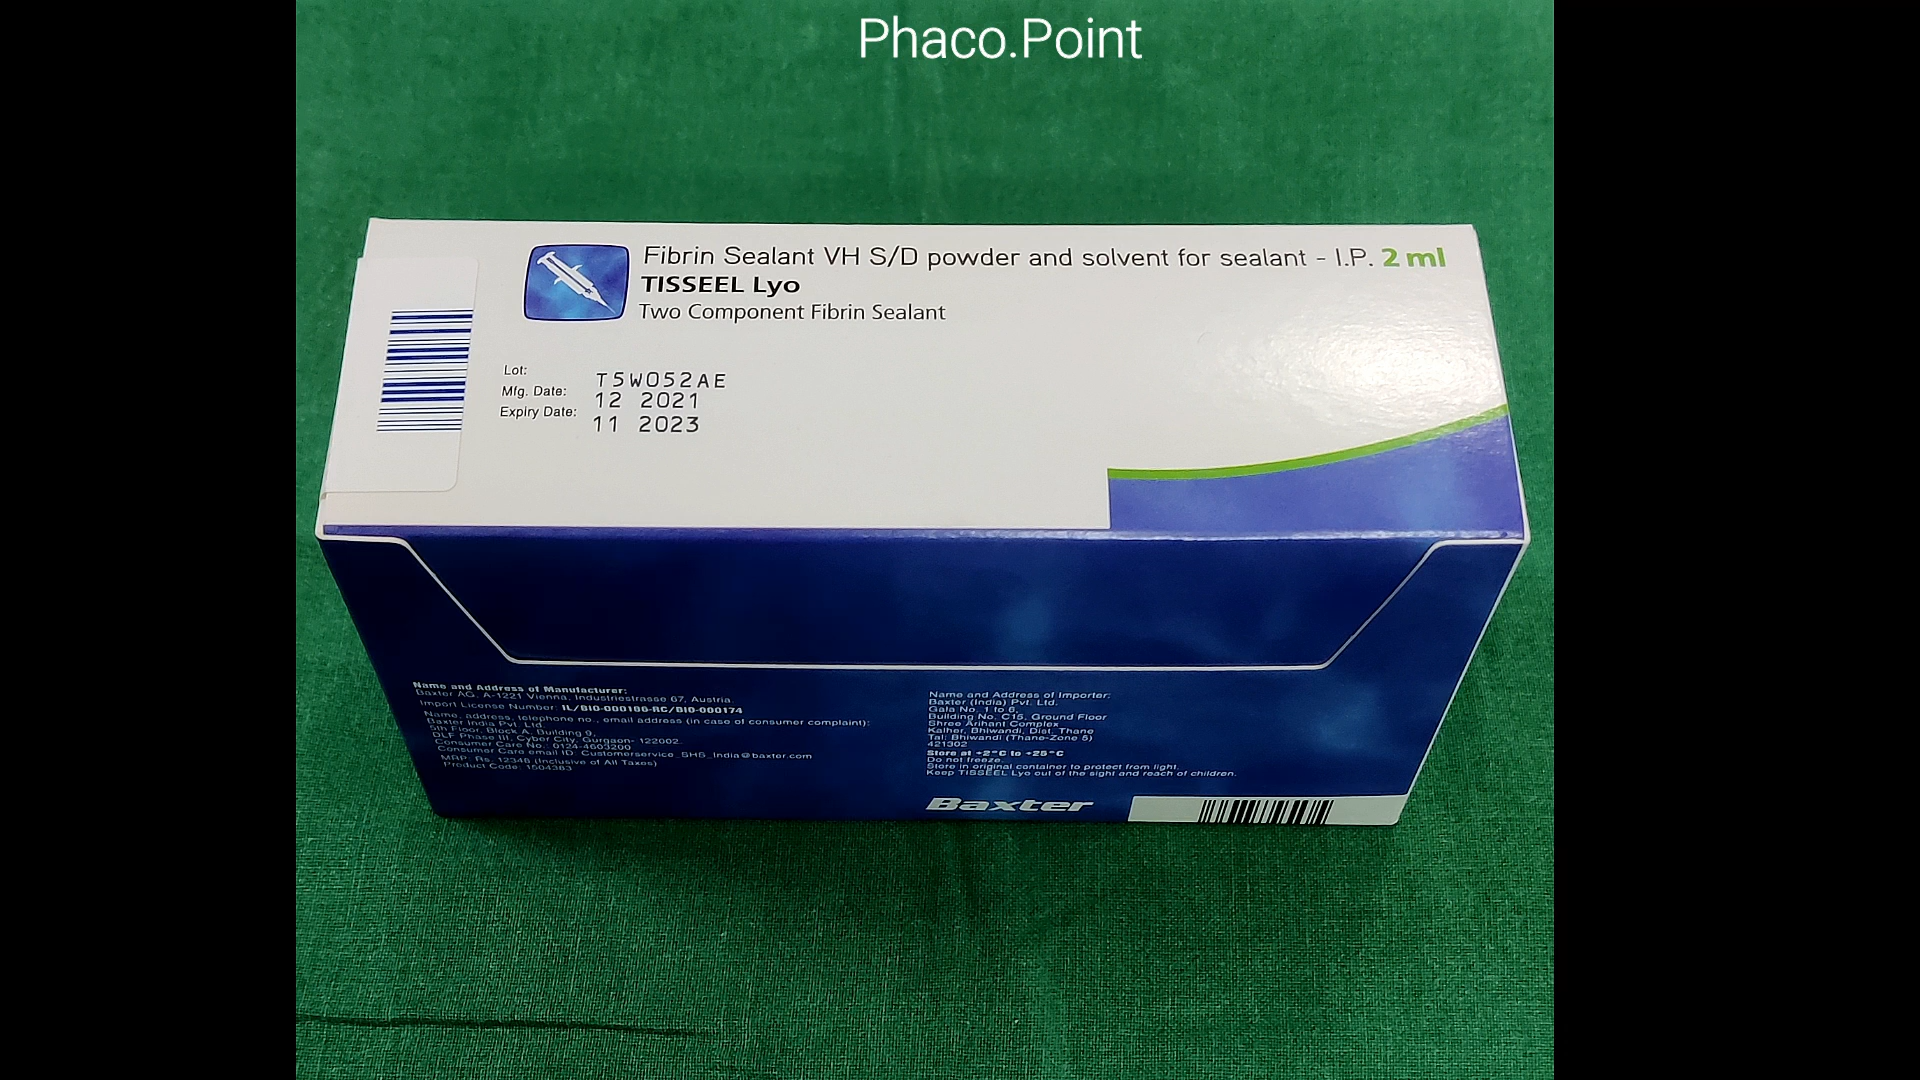 Phaco.Point
Fibrin Sealant VH S/D powder and solvent for sealant - I.P. 2 ml
TISSEEL Lyo
Two Component Fibrin Sealant
Lot: T5W052AE
Mfg. Date: 12 2021
Expiry Date: 11 2023
Name and Address of Manufacturer:
Baxter AG, A-1221 Vienna, Industriestrasse 67, Austria.
Import License Number: IL/BIO-000186-RC/BIO-000174
Name, address, telephone no., email address (in case of consumer complaint):
Baxter India Pvt. Ltd.
5th Floor, Block A, Building 9,
DLF Phase III, Cyber City, Gurgaon- 122002.
Consumer Care No.: 0124-4603200
Consumer Care email ID: Customerservice_SHS_India@baxter.com
MRP: Rs. 12346 (Inclusive of All Taxes)
Product Code: 1504383
Name and Address of Importer:
Baxter (India) Pvt. Ltd.
Gala No. 1 to 6,
Building No. C15, Ground Floor
Shree Arihant Complex
Kalher, Bhiwandi, Dist. Thane
Tal: Bhiwandi (Thane-Zone 5)
421302
Store at +2°C to +25°C
Do not freeze.
Store in original container to protect from light.
Keep TISSEEL Lyo out of the sight and reach of children.
Baxter